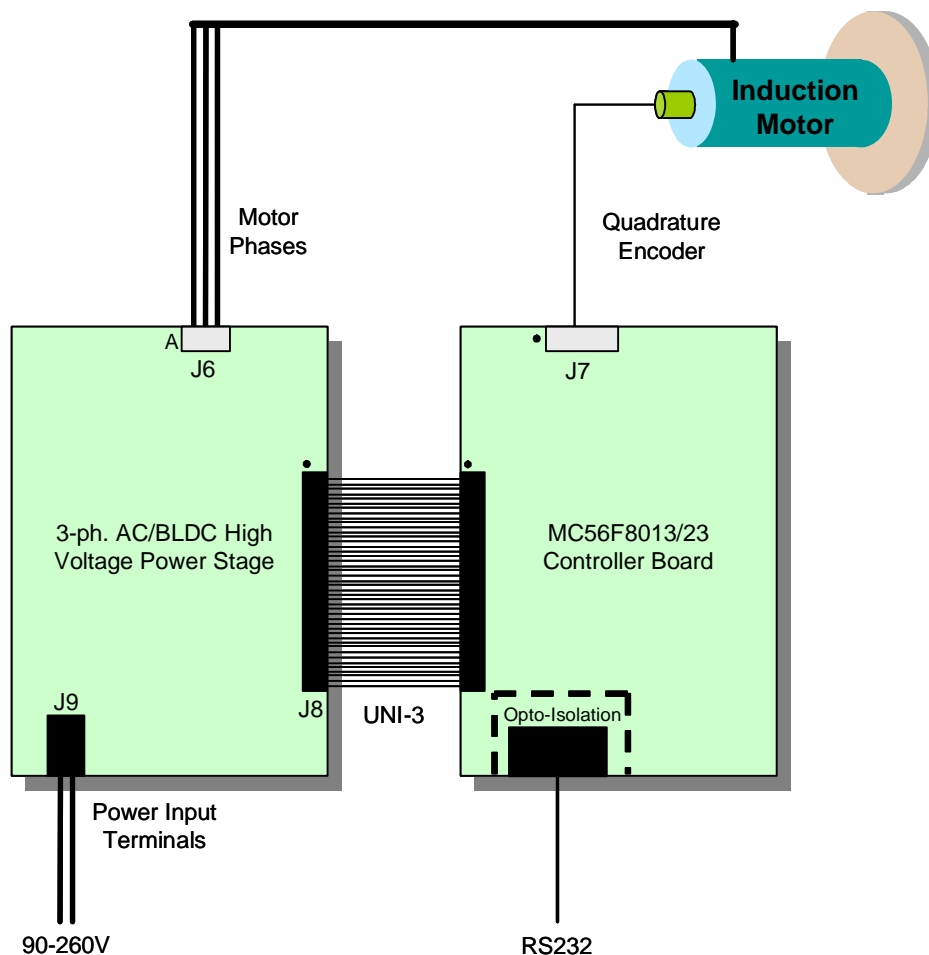 Induction
Motor
Motor
Phases
Quadrature
Encoder
A
J6
J7
3-ph. AC/BLDC High
Voltage Power Stage
MC56F8013/23
Controller Board
J9
J8
UNI-3
Opto-Isolation
Power Input
Terminals
90-260V
RS232